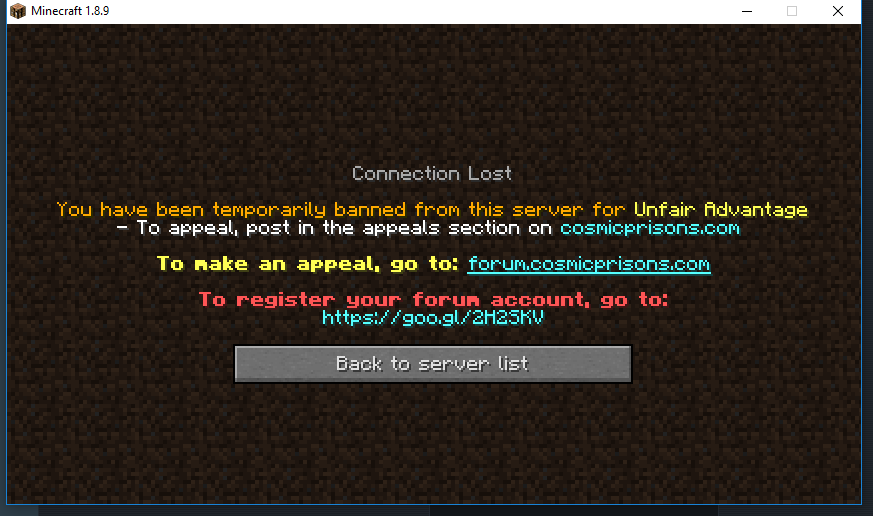 Minecraft 1.8.9
Connection Lost
You have been temporarily banned from this server for Unfair Advantage
- To appeal, post in the appeals section on cosmicprisons.com
To make an appeal, go to: forum.cosmicprisons.com
To register your forum account, go to:
https://goo.gl/2H25KV
Back to server list